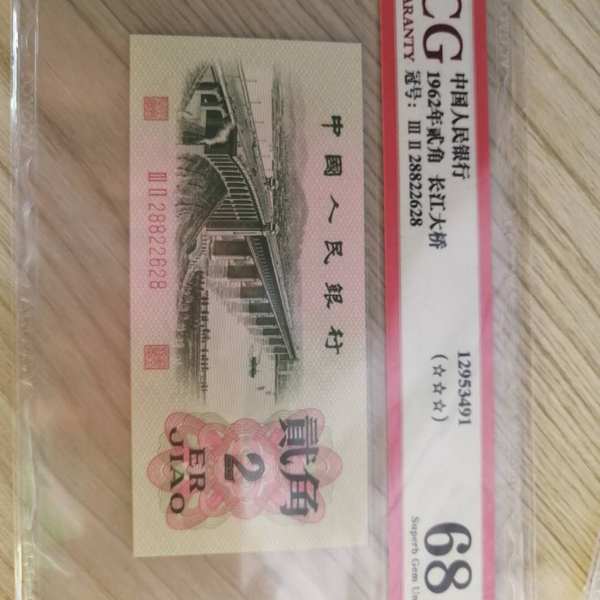 CG
ARANTY
中国人民银行
1962年贰角 长江大桥
冠号: III II 28822628
12953491
(☆☆☆)
68
Superb Gem Un
中國人民銀行
III II 28822628
貳角
2
ER
JIAO